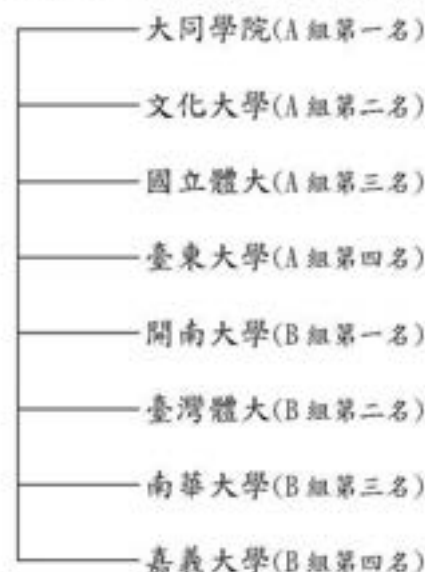 大同學院(A組第一名)
文化大學(A組第二名)
國立體大(A組第三名)
臺東大學(A組第四名)
開南大學(B組第一名)
臺灣體大(B組第二名)
南華大學(B組第三名)
嘉義大學(B組第四名)